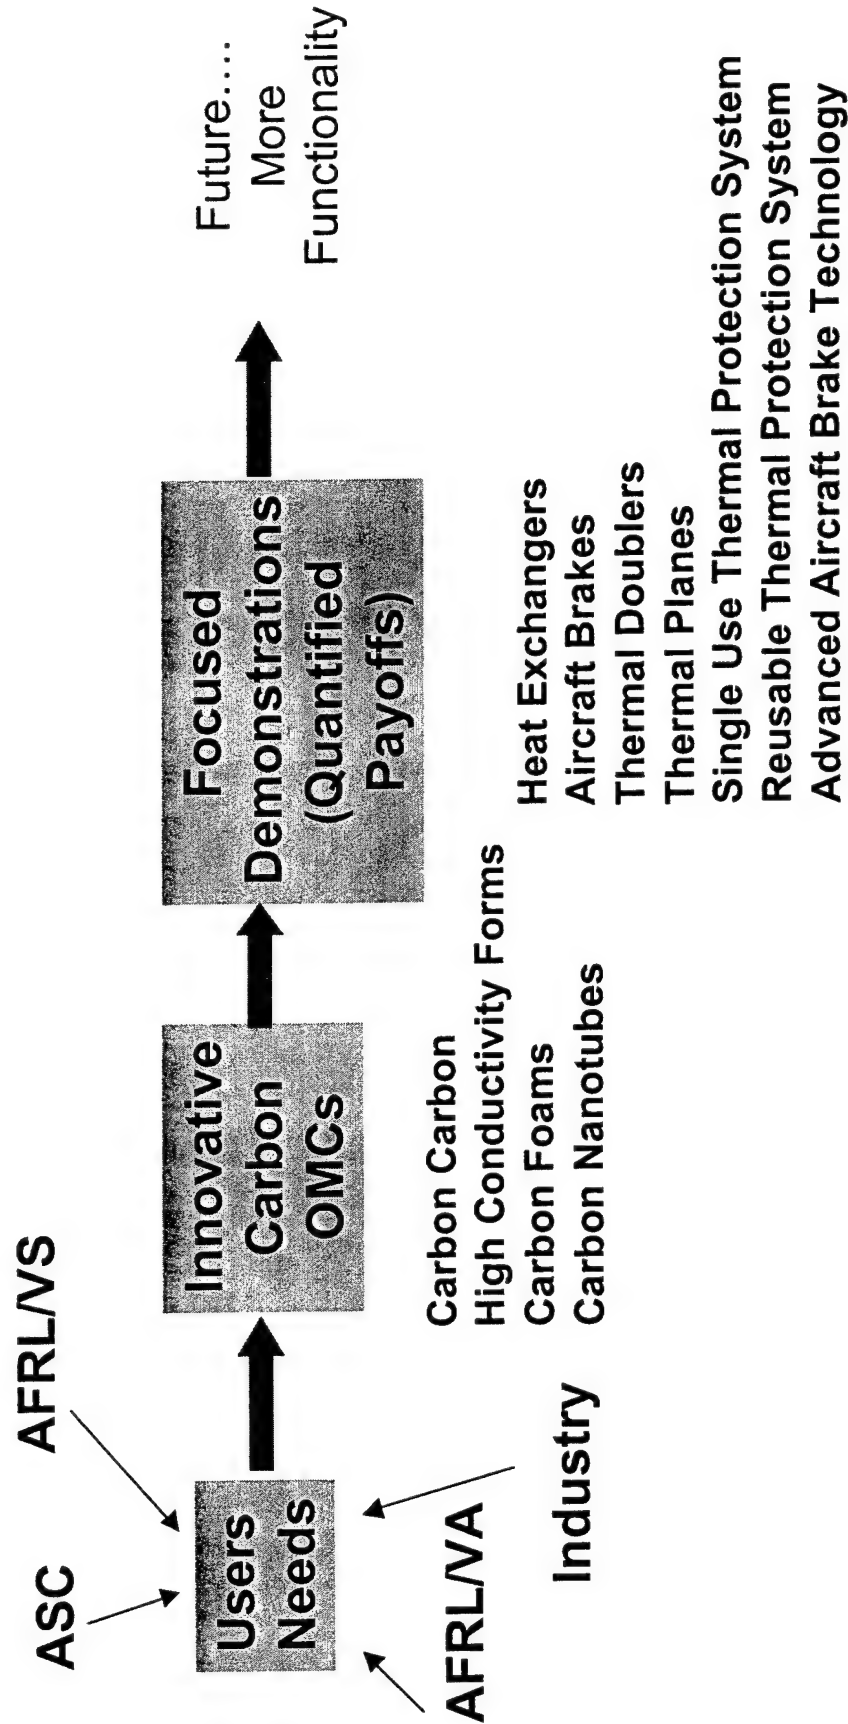 ASC
AFRL/VS
Users
Needs
AFRL/VA
Industry
Innovative
Carbon
OMCs
Carbon Carbon
High Conductivity Forms
Carbon Foams
Carbon Nanotubes
Focused
Demonstrations
(Quantified
Payoffs)
Heat Exchangers
Aircraft Brakes
Thermal Doublers
Thermal Planes
Single Use Thermal Protection System
Reusable Thermal Protection System
Advanced Aircraft Brake Technology
Future....
More
Functionality